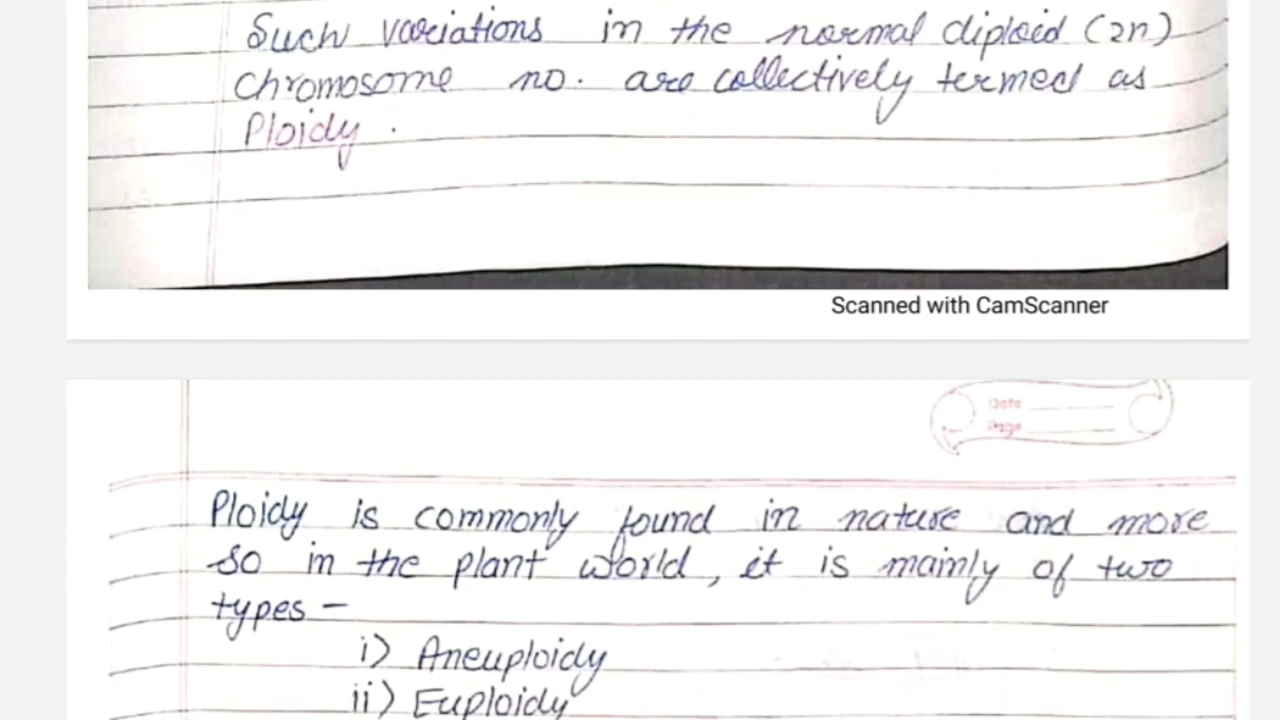 Such variations in the normal diploid (2n)
chromosome no. are collectively termed as
Ploidy.
Scanned with CamScanner
Date
Page
Ploidy is commonly found in nature and more
so in the plant world, it is mainly of two
types -
i) Aneuploidy
ii) Euploidy